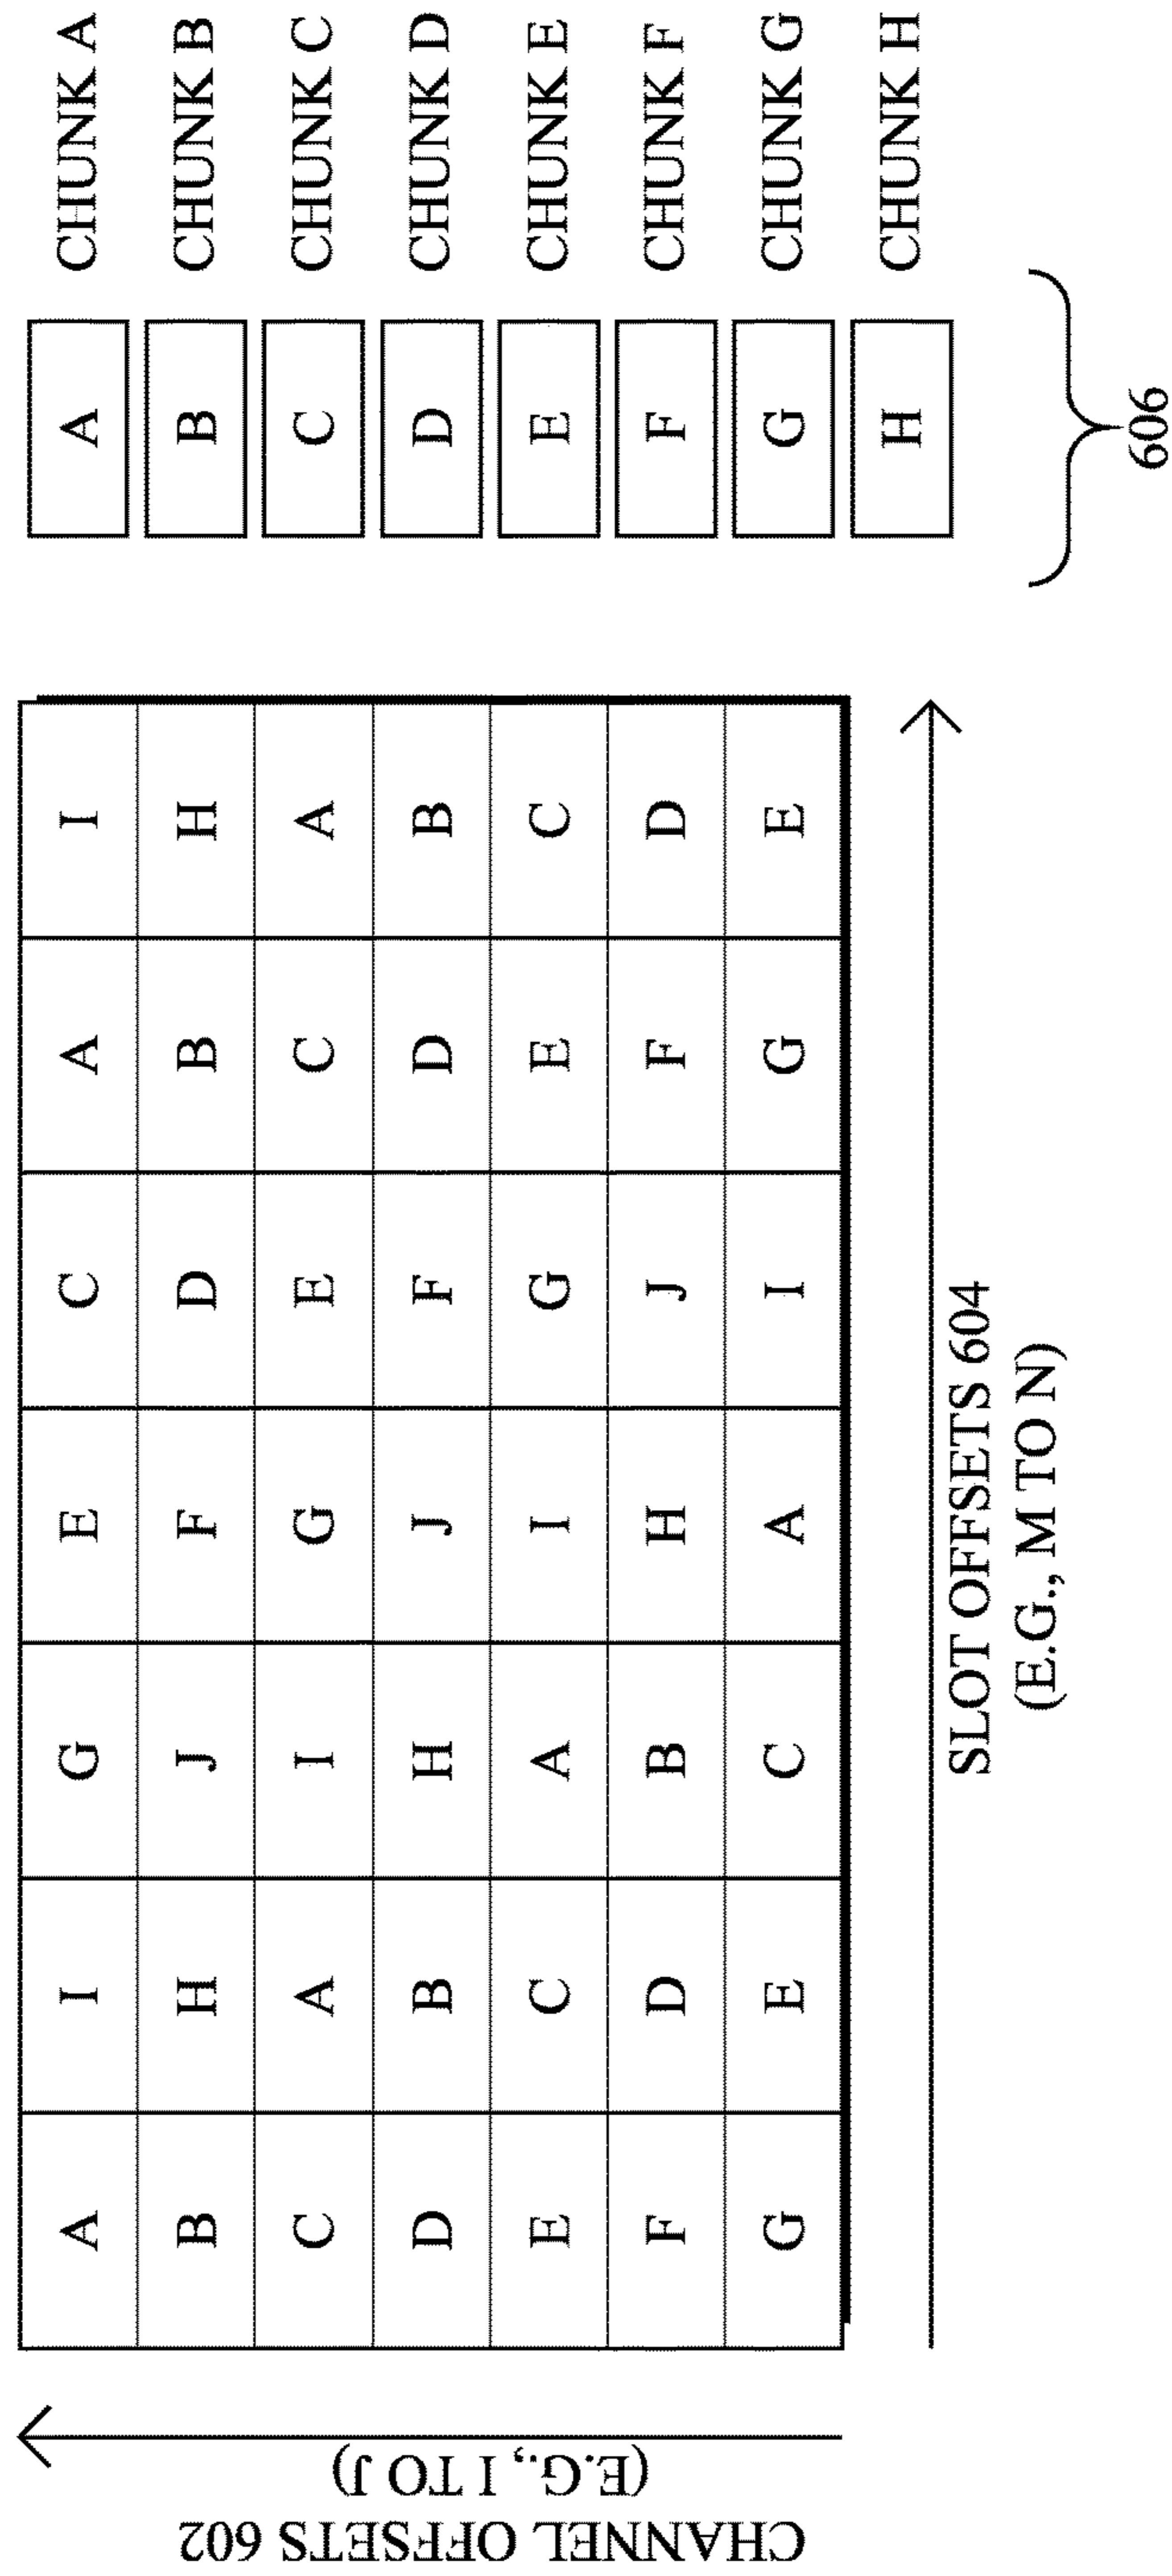 CHANNEL OFFSETS 602
(E.G., I TO J)
A I G E C A I A CHUNK A
B H J F D B H B CHUNK B
C A I G E C A C CHUNK C
D B H J F D B D CHUNK D
E C A I G E C E CHUNK E
F D B H J F D F CHUNK F
G E C A I G E G CHUNK G
H CHUNK H
SLOT OFFSETS 604
(E.G., M TO N)
606